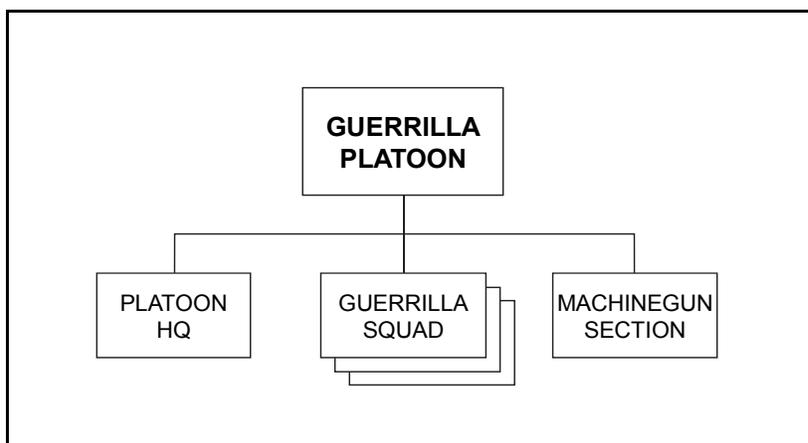 GUERRILLA
PLATOON
PLATOON
HQ
GUERRILLA
SQUAD
MACHINEGUN
SECTION